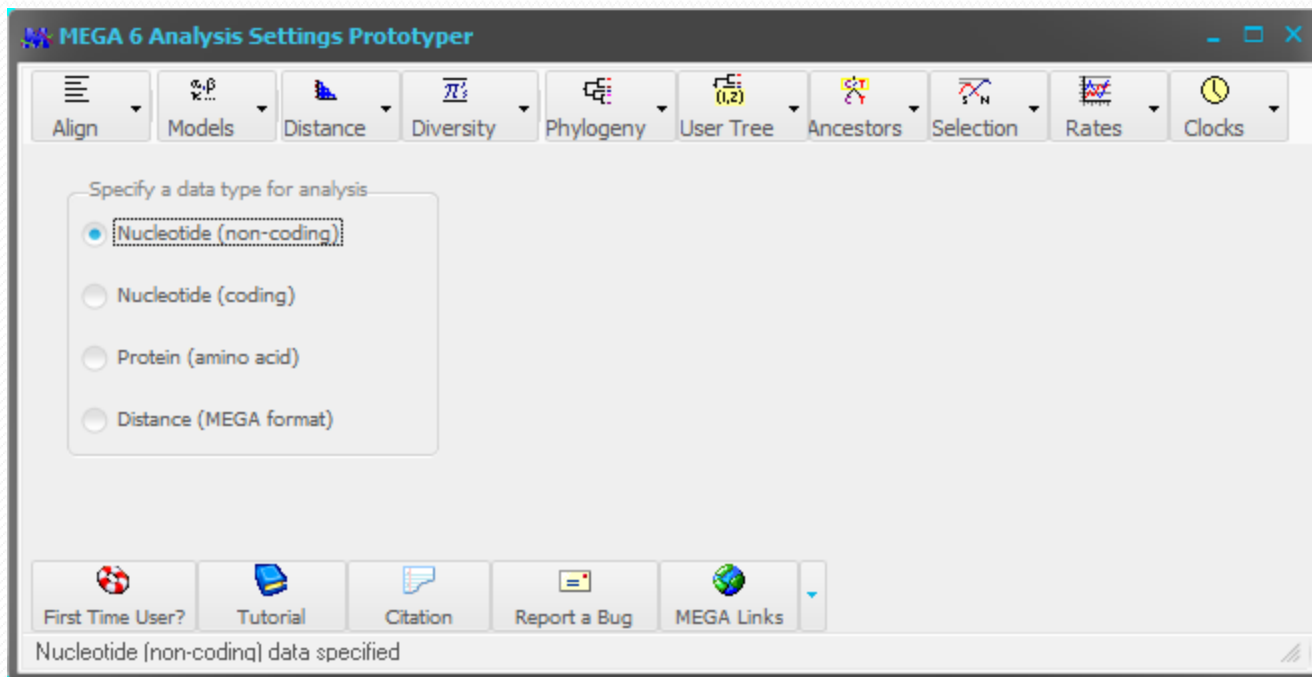 MEGA 6 Analysis Settings Prototyper
Align Models Distance Diversity Phylogeny User Tree Ancestors Selection Rates Clocks
Specify a data type for analysis
Nucleotide (non-coding)
Nucleotide (coding)
Protein (amino acid)
Distance (MEGA format)
First Time User? Tutorial Citation Report a Bug MEGA Links
Nucleotide (non-coding) data specified